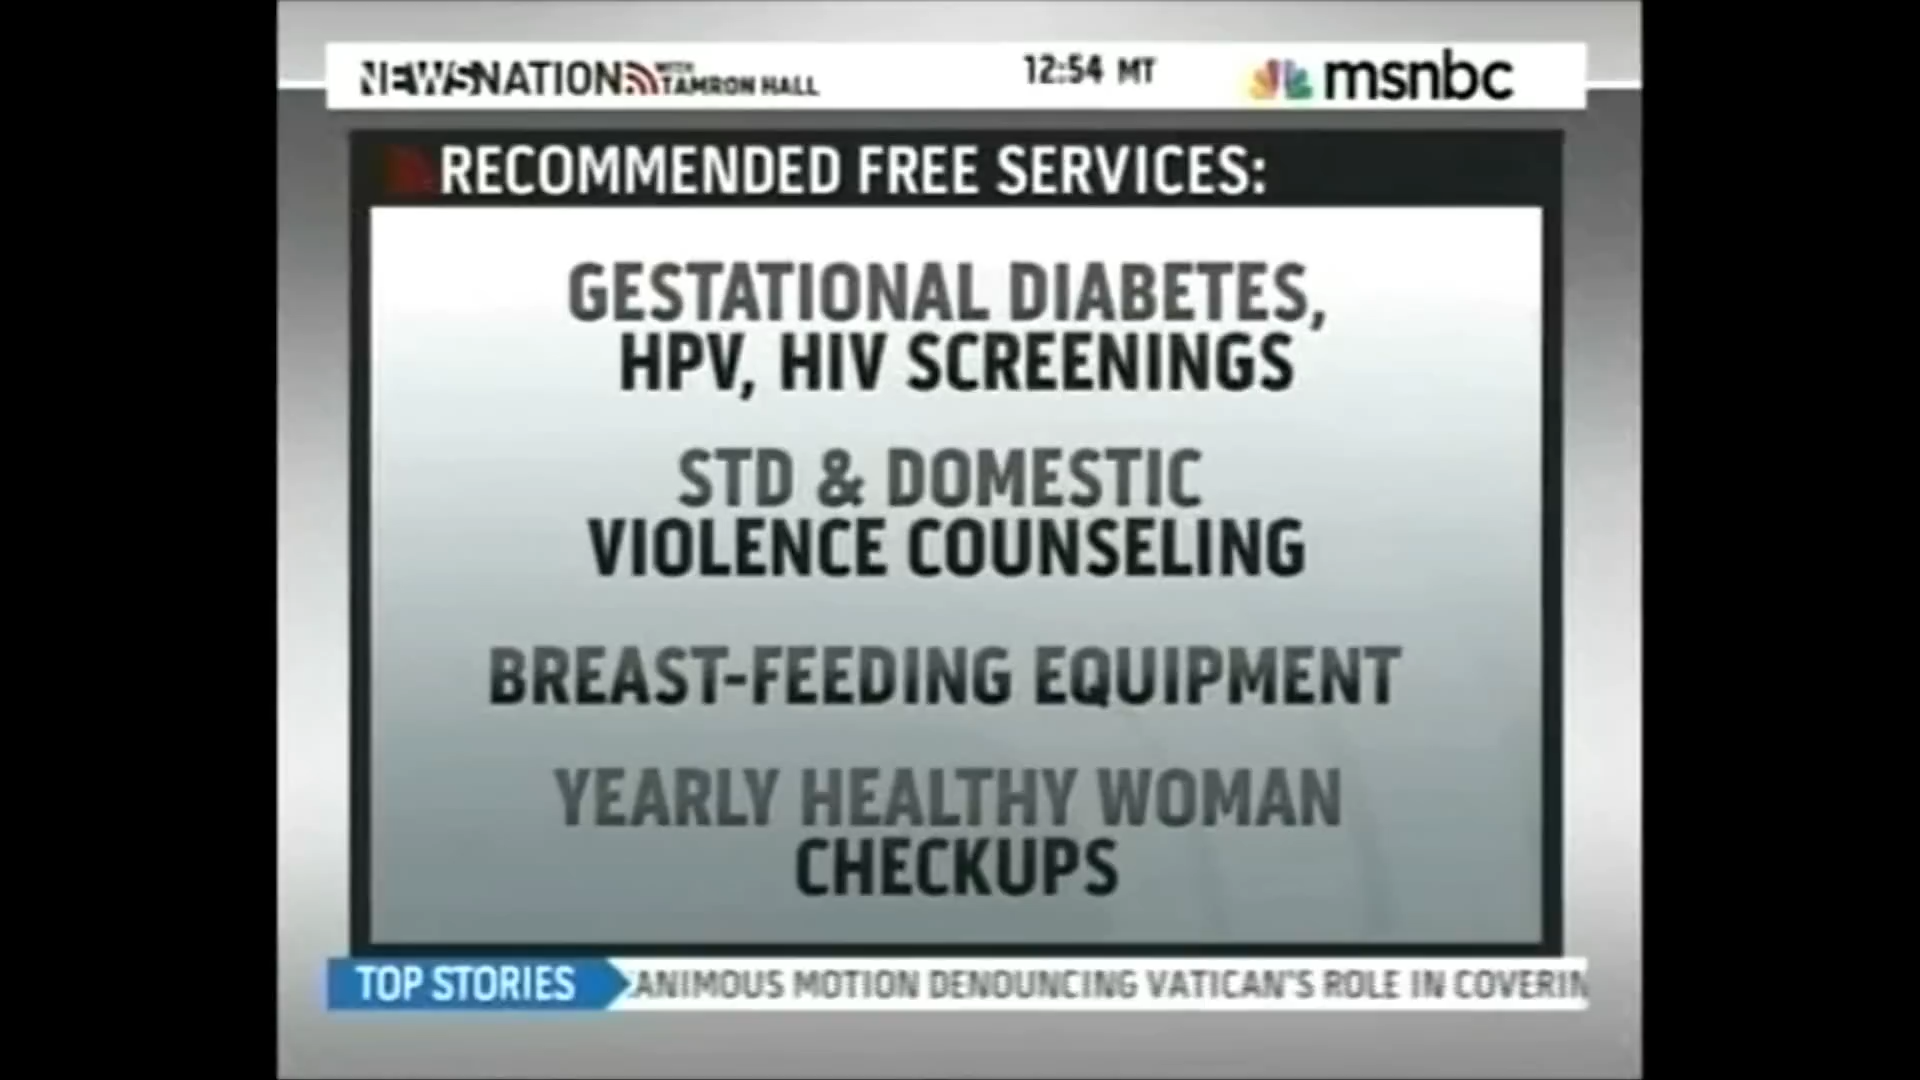 NEWSNATION WITH TAMRON HALL
12:54 MT
msnbc
RECOMMENDED FREE SERVICES:
GESTATIONAL DIABETES,
HPV, HIV SCREENINGS
STD & DOMESTIC
VIOLENCE COUNSELING
BREAST-FEEDING EQUIPMENT
YEARLY HEALTHY WOMAN
CHECKUPS
TOP STORIES
ANIMOUS MOTION DENOUNCING VATICAN'S ROLE IN COVERIN